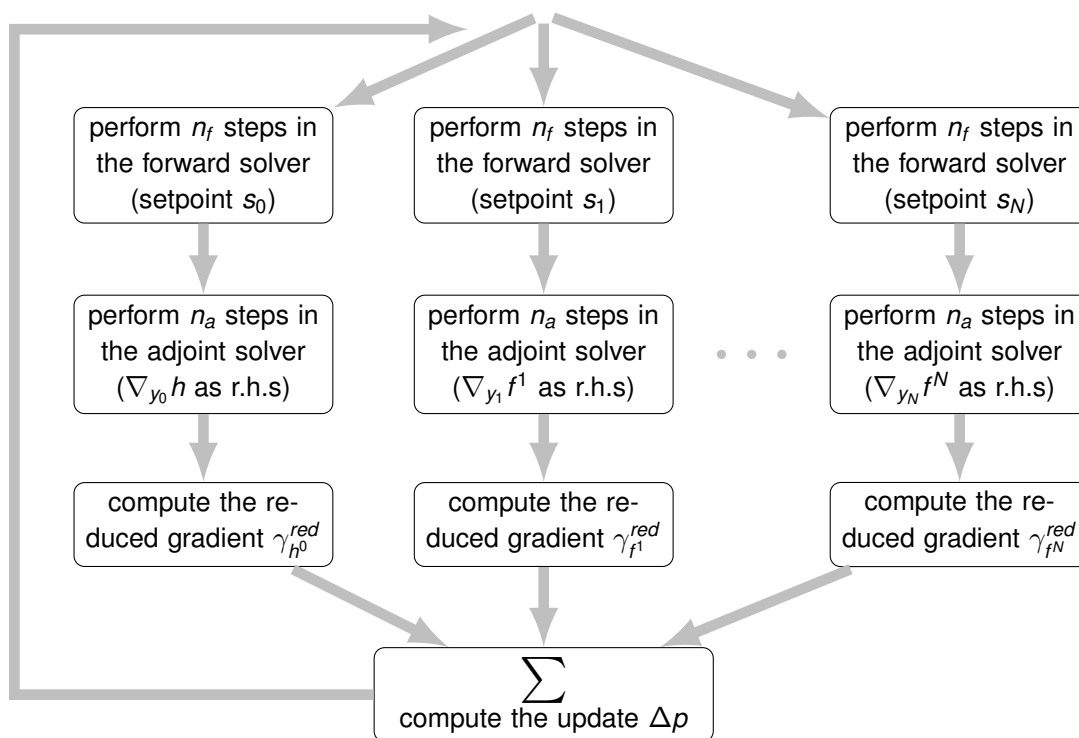 perform n_f steps in
the forward solver
(setpoint s_0)
perform n_f steps in
the forward solver
(setpoint s_1)
perform n_f steps in
the forward solver
(setpoint s_N)
perform n_a steps in
the adjoint solver
(∇_{y_0} h as r.h.s)
perform n_a steps in
the adjoint solver
(∇_{y_1} f^1 as r.h.s)
. . .
perform n_a steps in
the adjoint solver
(∇_{y_N} f^N as r.h.s)
compute the re-
duced gradient γ_{h^0}^{red}
compute the re-
duced gradient γ_{f^1}^{red}
compute the re-
duced gradient γ_{f^N}^{red}
∑
compute the update Δp